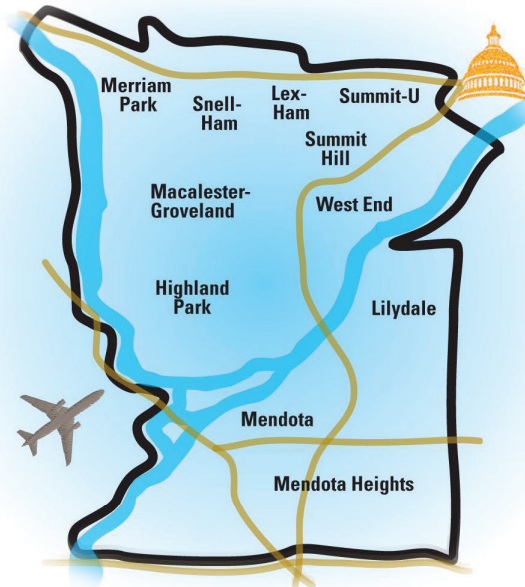 Merriam
Park
Snell-
Ham
Lex-
Ham
Summit-U
Summit
Hill
Macalester-
Groveland
West End
Highland
Park
Lilydale
Mendota
Mendota Heights